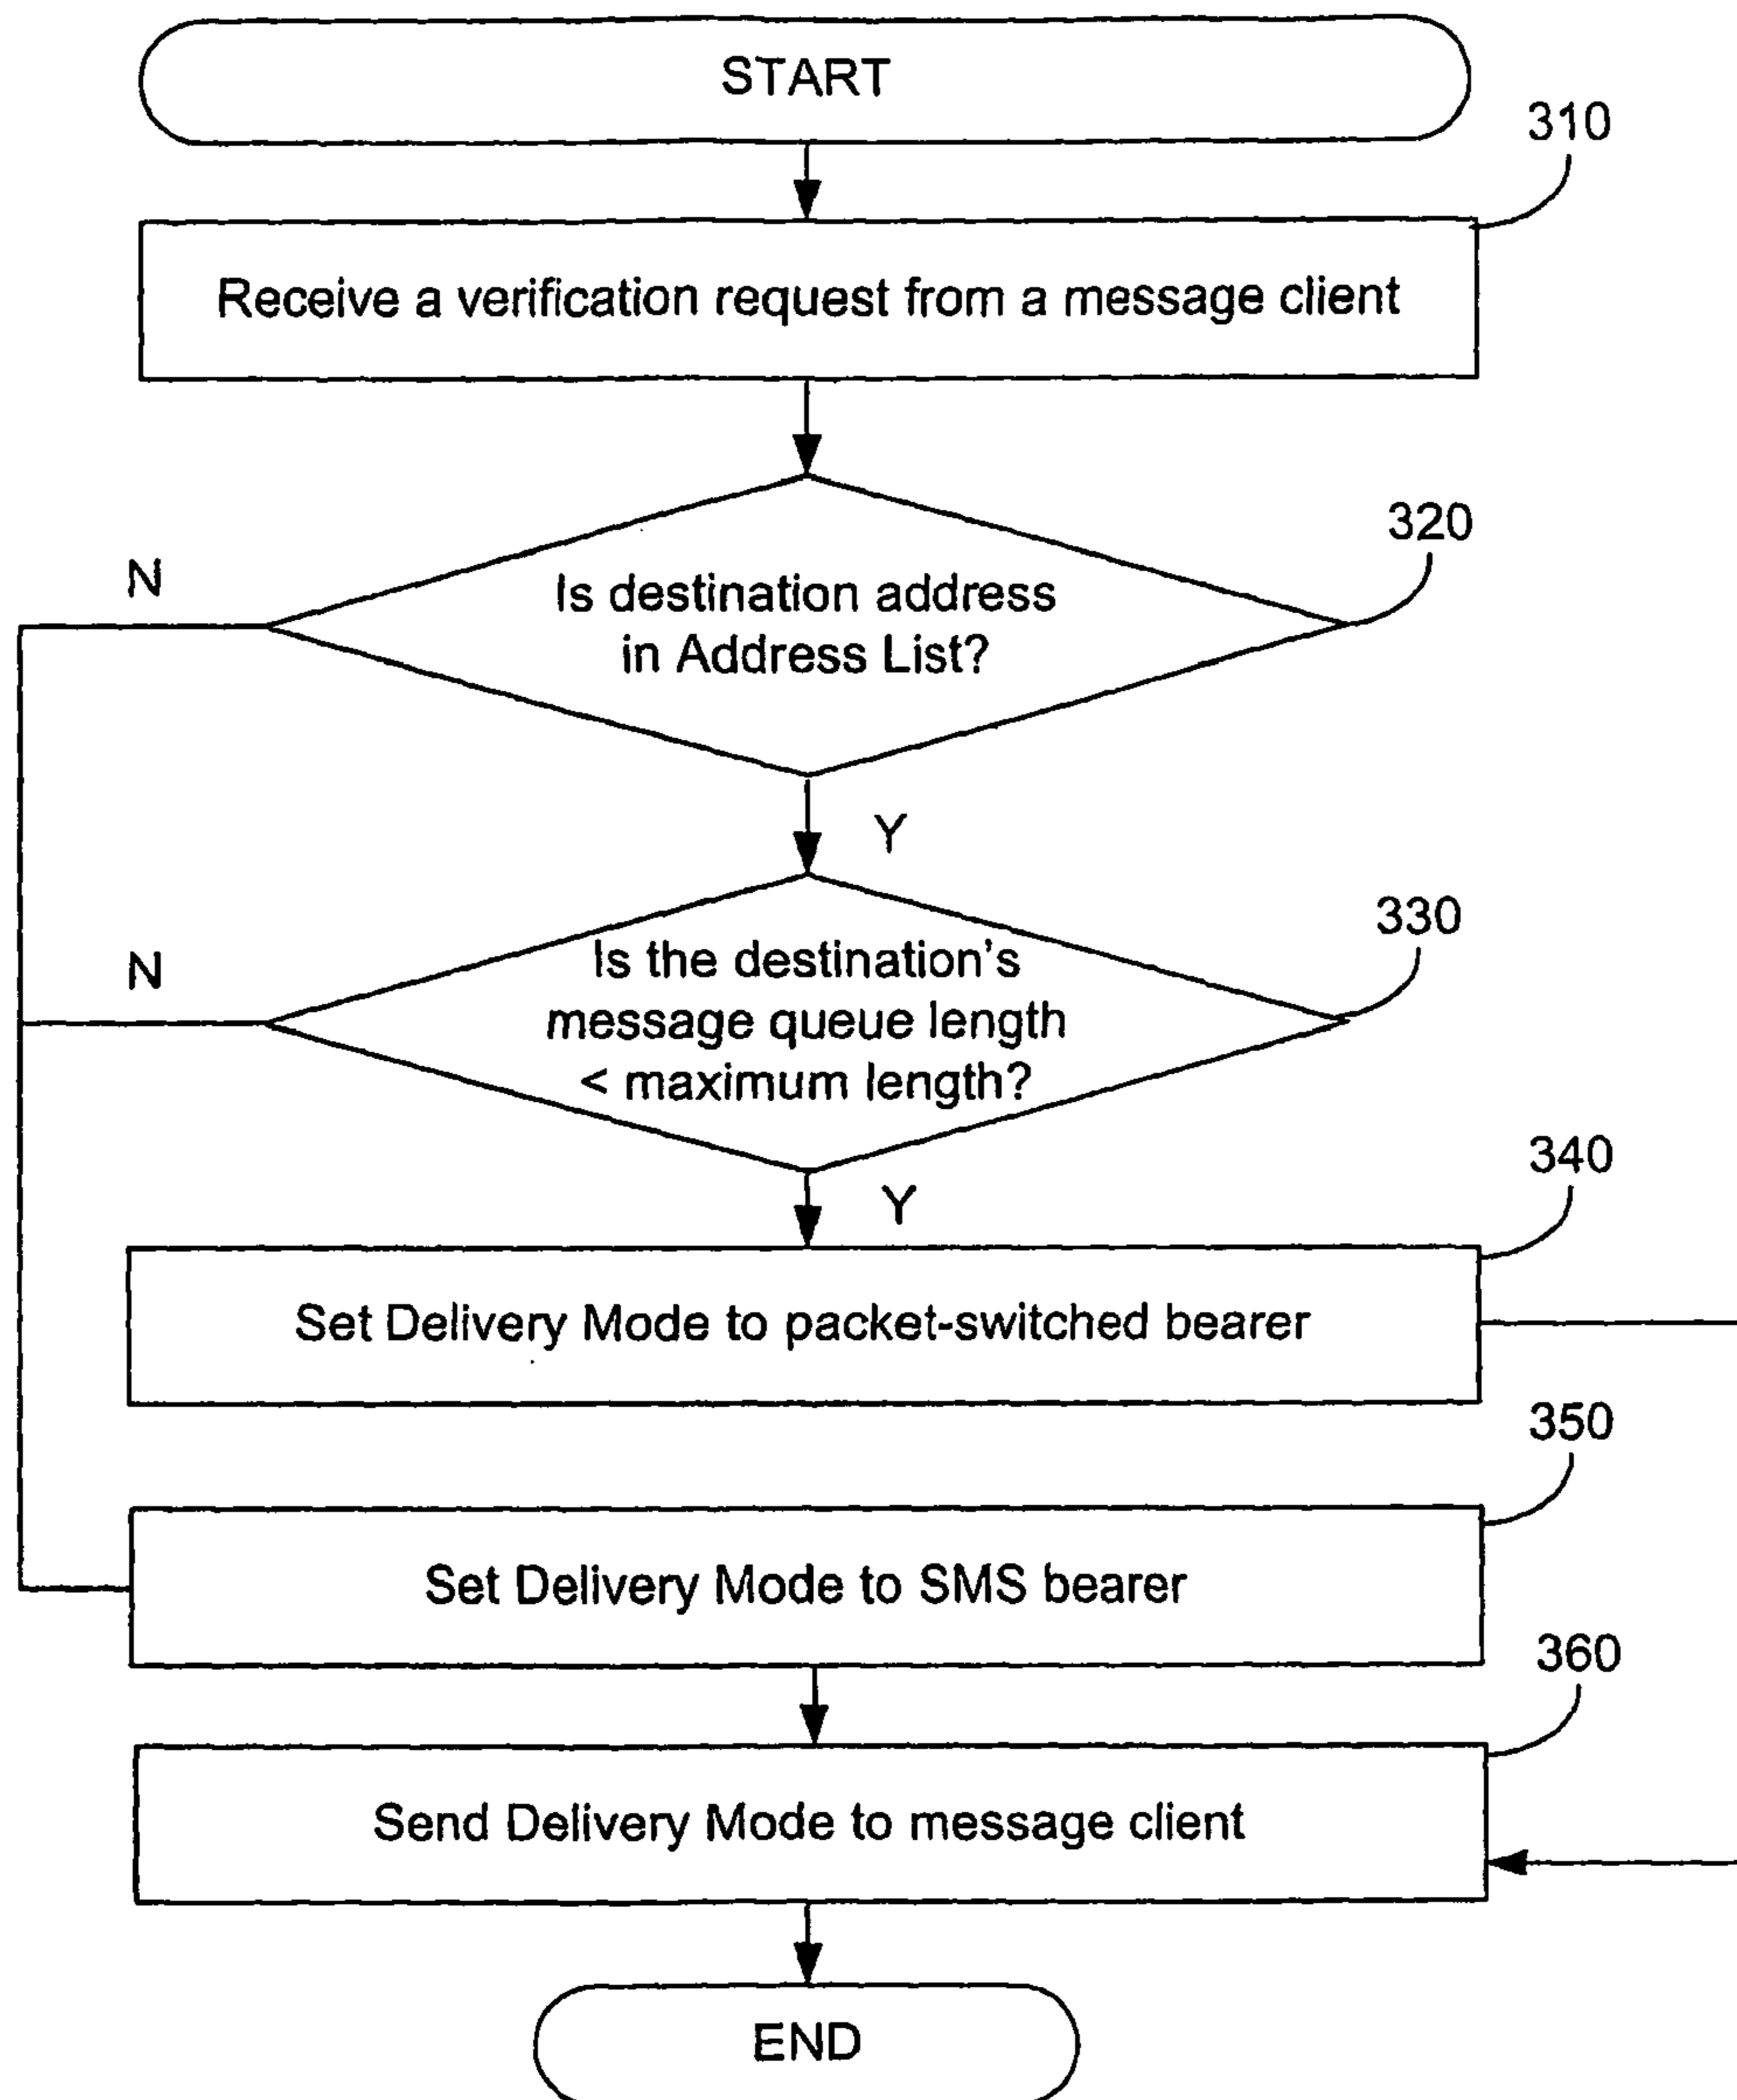 START
310
Receive a verification request from a message client
320
N
Is destination address
in Address List?
Y
330
N
Is the destination's
message queue length
< maximum length?
Y
340
Set Delivery Mode to packet-switched bearer
350
Set Delivery Mode to SMS bearer
360
Send Delivery Mode to message client
END